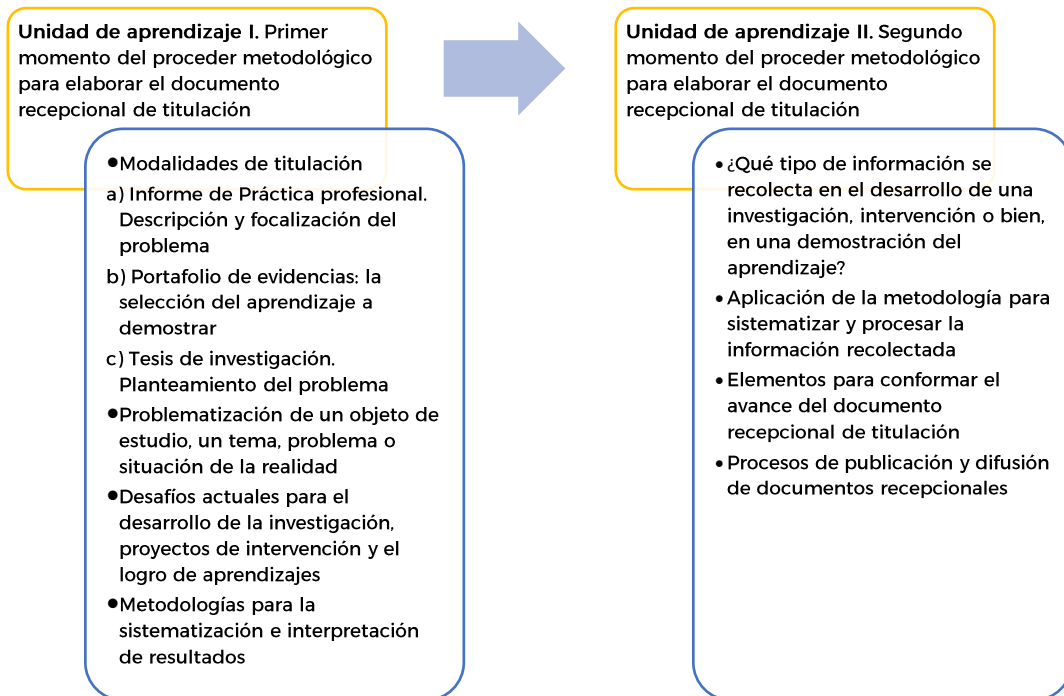 Unidad de aprendizaje I. Primer
momento del proceder metodológico
para elaborar el documento
recepcional de titulación
●Modalidades de titulación
a) Informe de Práctica profesional.
Descripción y focalización del
problema
b) Portafolio de evidencias: la
selección del aprendizaje a
demostrar
c) Tesis de investigación.
Planteamiento del problema
●Problematización de un objeto de
estudio, un tema, problema o
situación de la realidad
●Desafíos actuales para el
desarrollo de la investigación,
proyectos de intervención y el
logro de aprendizajes
●Metodologías para la
sistematización e interpretación
de resultados
Unidad de aprendizaje II. Segundo
momento del proceder metodológico
para elaborar el documento
recepcional de titulación
• ¿Qué tipo de información se
recolecta en el desarrollo de una
investigación, intervención o bien,
en una demostración del
aprendizaje?
• Aplicación de la metodología para
sistematizar y procesar la
información recolectada
• Elementos para conformar el
avance del documento
recepcional de titulación
• Procesos de publicación y difusión
de documentos recepcionales